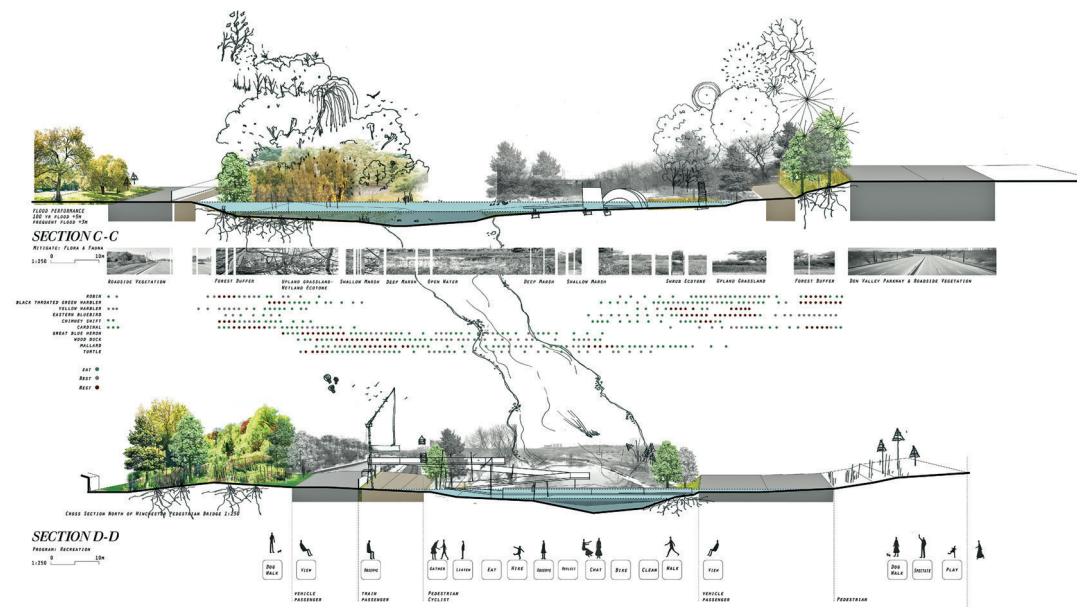 FLOOD PERFORMANCE
100 YR FLOOD +5M
FREQUENT FLOOD +3M
SECTION C-C
MITIGATE: FLORA & FAUNA
1:250 0 10M
ROADSIDE VEGETATION
FOREST BUFFER
UPLAND GRASSLAND-
WETLAND ECOTONE
SHALLOW MARSH
DEEP MARSH
OPEN WATER
DEEP MARSH
SHALLOW MARSH
SHRUB ECOTONE
UPLAND GRASSLAND
FOREST BUFFER
DON VALLEY PARKWAY & ROADSIDE VEGETATION
ROBIN
BLACK THROATED GREEN WARBLER
YELLOW WARBLER
EASTERN BLUEBIRD
CHIMNEY SWIFT
CARDINAL
GREAT BLUE HERON
WOOD DUCK
MALLARD
TURTLE
EAT
REST
CROSS SECTION NORTH OF WINCHESTER PEDESTRIAN BRIDGE 1:250
SECTION D-D
PROGRAM: RECREATION
1:250 0 10M
DOG
WALK
VIEW
OBSERVE
GATHER
LISTEN
EAT
HIKE
OBSERVE
REFLECT
CHAT
BIKE
CLEAN
WALK
VIEW
DOG
WALK
SPECTATE
PLAY
VEHICLE
PASSENGER
TRAIN
PASSENGER
PEDESTRIAN
CYCLIST
VEHICLE
PASSENGER
PEDESTRIAN